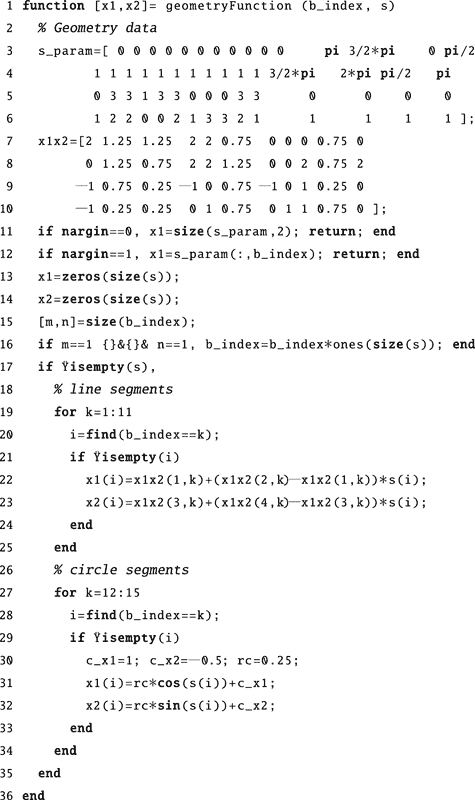 1 function [x1,x2]= geometryFunction (b_index, s)
2 % Geometry data
3 s_param=[ 0 0 0 0 0 0 0 0 0 0 0 pi 3/2*pi 0 pi/2
4 1 1 1 1 1 1 1 1 1 1 1 3/2*pi 2*pi pi/2 pi
5 0 3 3 1 3 3 0 0 0 3 3 0 0 0 0
6 1 2 2 0 0 2 1 3 3 2 1 1 1 1 1 ];
7 x1x2=[2 1.25 1.25 2 2 0.75 0 0 0 0.75 0
8 0 1.25 0.75 2 2 1.25 0 0 2 0.75 2
9 —1 0.75 0.25 —1 0 0.75 —1 0 1 0.25 0
10 —1 0.25 0.25 0 1 0.75 0 1 1 0.75 0 ];
11 if nargin==0, x1=size(s_param,2); return; end
12 if nargin==1, x1=s_param(:,b_index); return; end
13 x1=zeros(size(s));
14 x2=zeros(size(s));
15 [m,n]=size(b_index);
16 if m==1 {}&{}& n==1, b_index=b_index*ones(size(s)); end
17 if Ÿisempty(s),
18 % line segments
19 for k=1:11
20 i=find(b_index==k);
21 if Ÿisempty(i)
22 x1(i)=x1x2(1,k)+(x1x2(2,k)—x1x2(1,k))*s(i);
23 x2(i)=x1x2(3,k)+(x1x2(4,k)—x1x2(3,k))*s(i);
24 end
25 end
26 % circle segments
27 for k=12:15
28 i=find(b_index==k);
29 if Ÿisempty(i)
30 c_x1=1; c_x2=—0.5; rc=0.25;
31 x1(i)=rc*cos(s(i))+c_x1;
32 x2(i)=rc*sin(s(i))+c_x2;
33 end
34 end
35 end
36 end